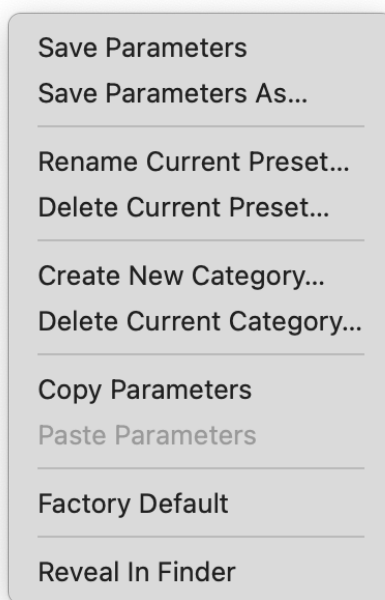 Save Parameters
Save Parameters As...
Rename Current Preset...
Delete Current Preset...
Create New Category...
Delete Current Category...
Copy Parameters
Paste Parameters
Factory Default
Reveal In Finder